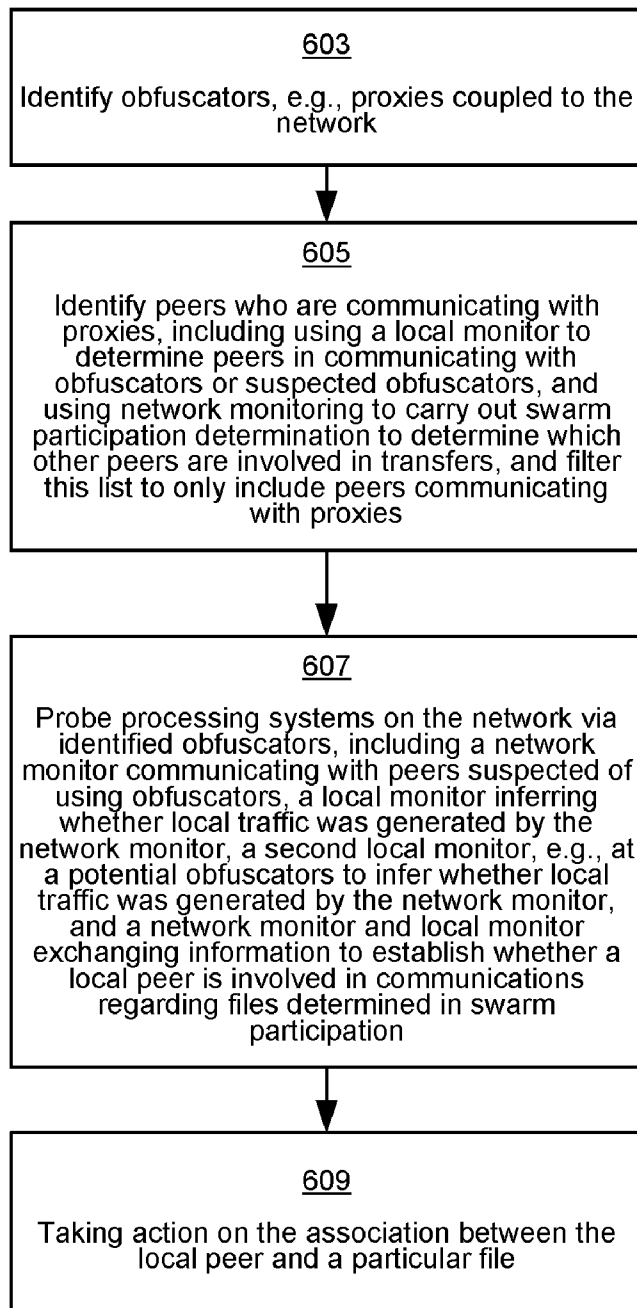 603
Identify obfuscators, e.g., proxies coupled to the
network
605
Identify peers who are communicating with
proxies, including using a local monitor to
determine peers in communicating with
obfuscators or suspected obfuscators, and
using network monitoring to carry out swarm
participation determination to determine which
other peers are involved in transfers, and filter
this list to only include peers communicating
with proxies
607
Probe processing systems on the network via
identified obfuscators, including a network
monitor communicating with peers suspected of
using obfuscators, a local monitor inferring
whether local traffic was generated by the
network monitor, a second local monitor, e.g., at
a potential obfuscators to infer whether local
traffic was generated by the network monitor,
and a network monitor and local monitor
exchanging information to establish whether a
local peer is involved in communications
regarding files determined in swarm
participation
609
Taking action on the association between the
local peer and a particular file